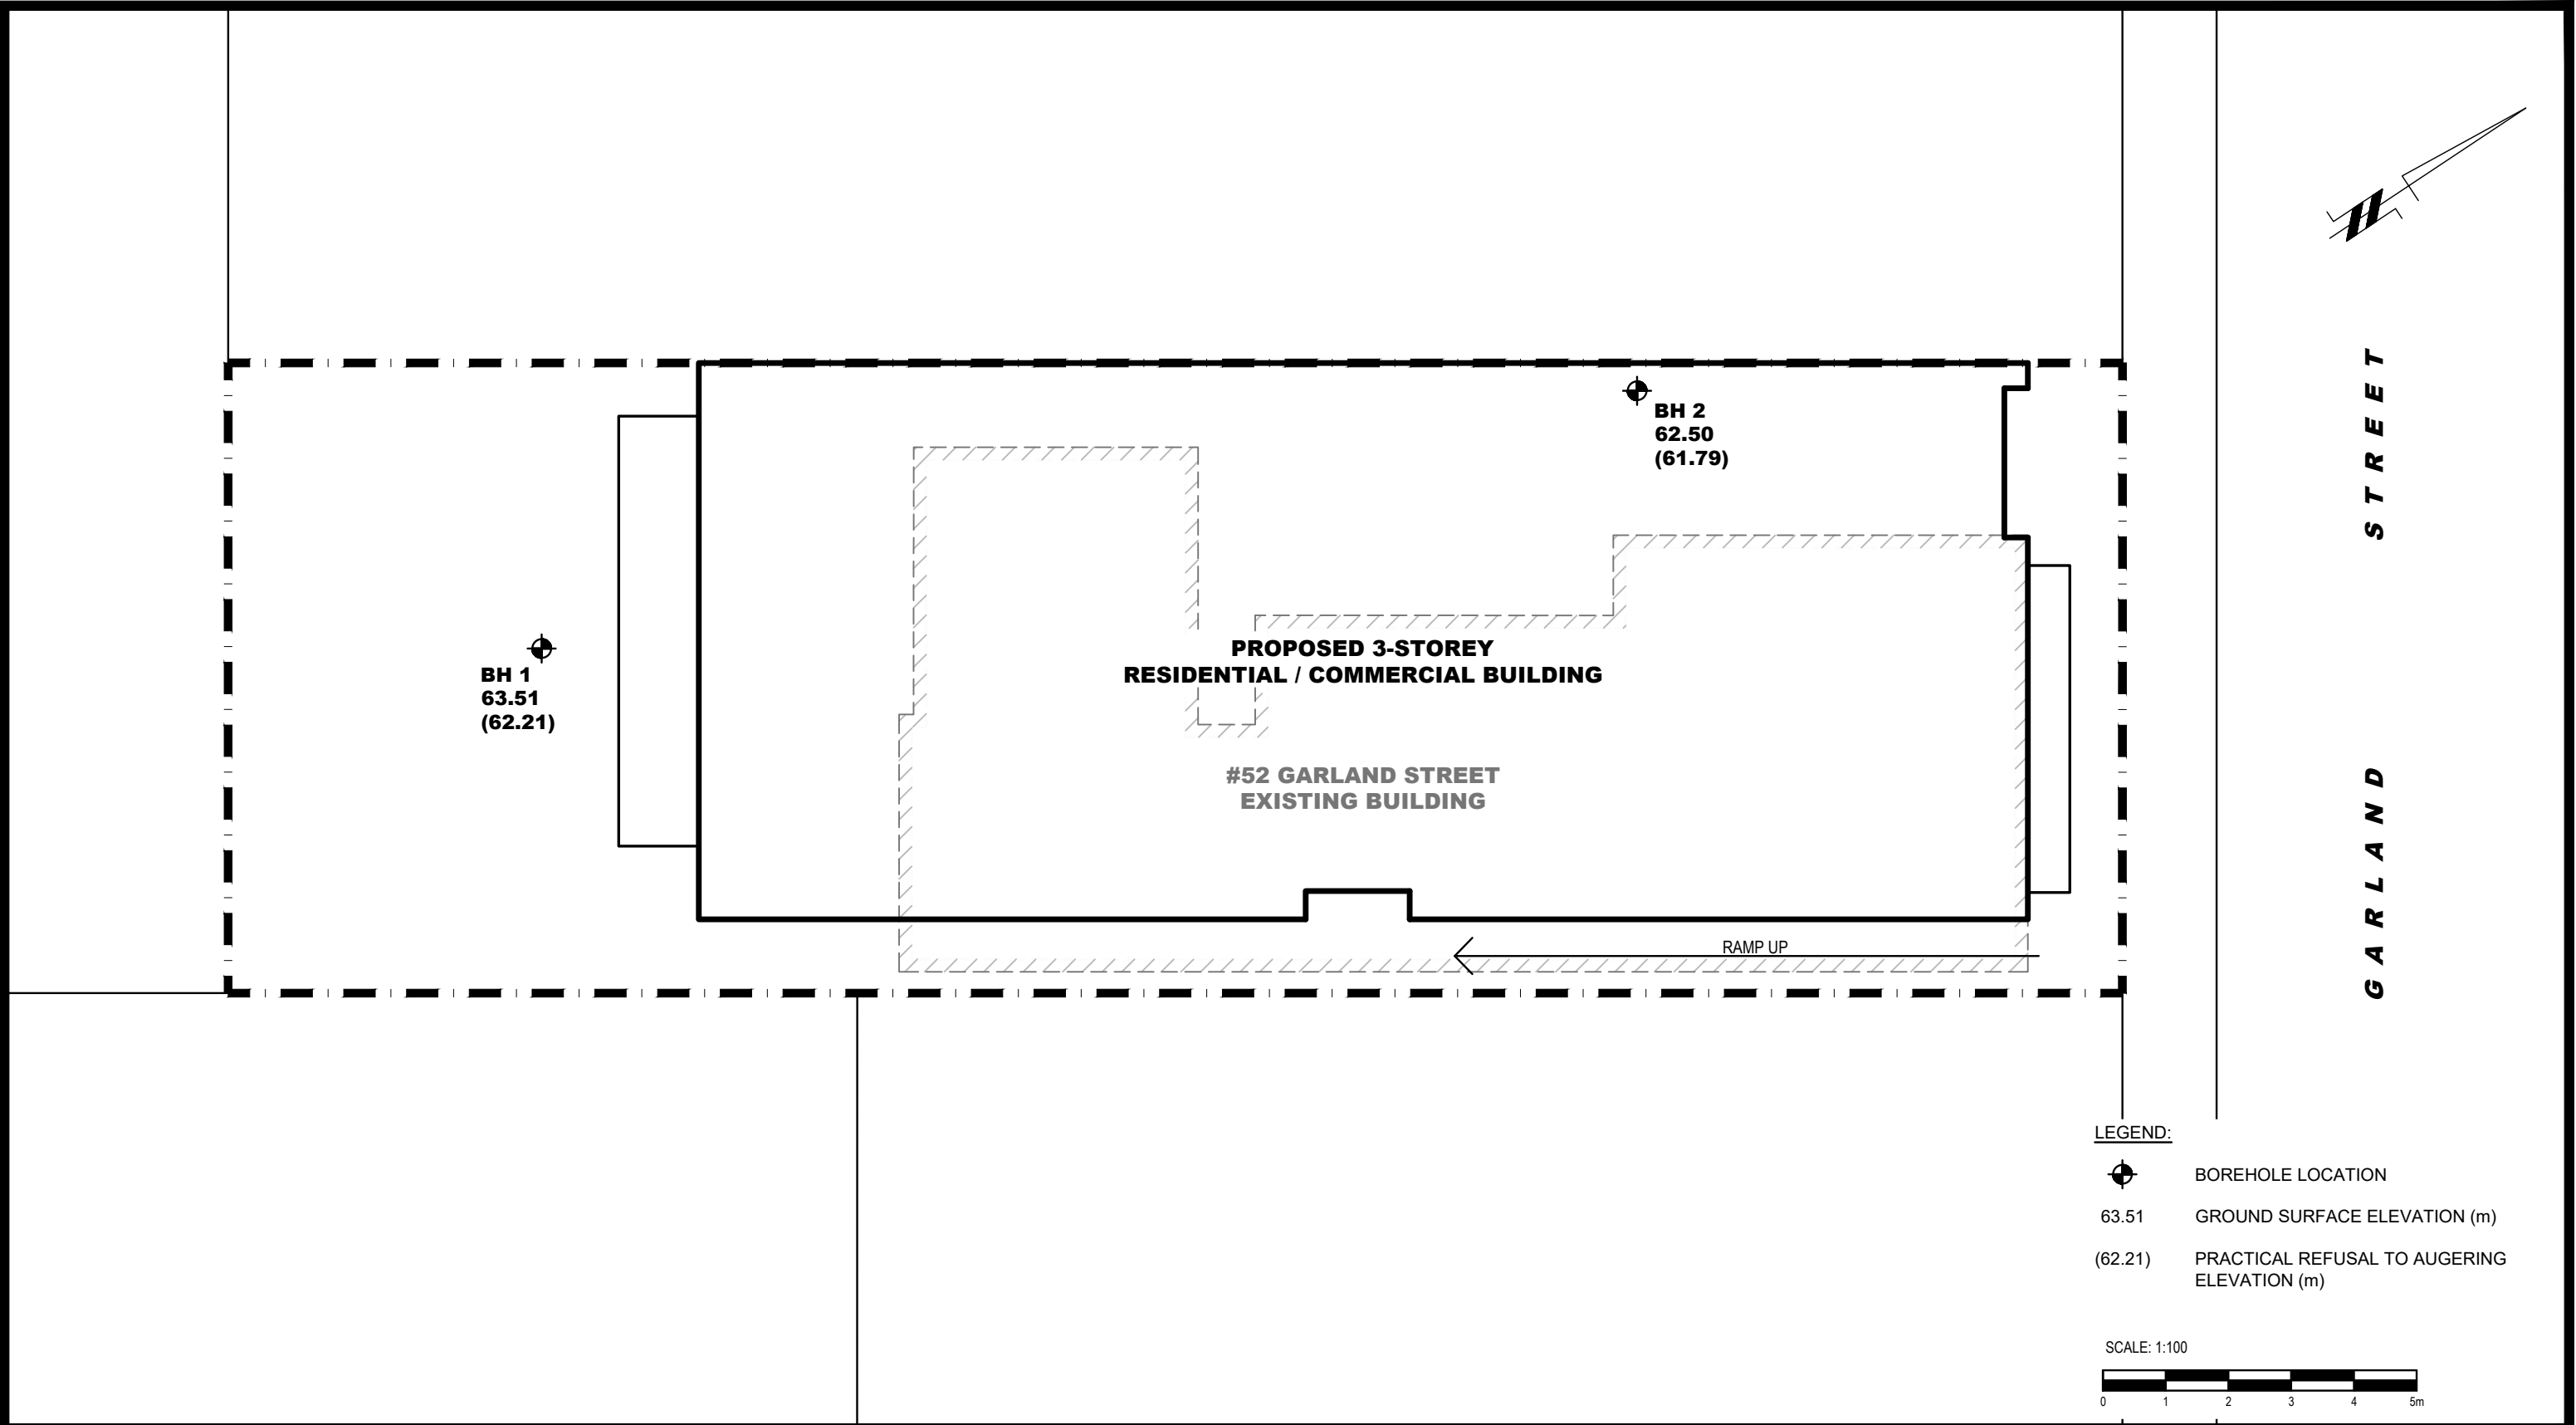 STREET
GARLAND
BH 2
62.50
(61.79)
BH 1
63.51
(62.21)
PROPOSED 3-STOREY
RESIDENTIAL / COMMERCIAL BUILDING
#52 GARLAND STREET
EXISTING BUILDING
RAMP UP
LEGEND:
BOREHOLE LOCATION
63.51 GROUND SURFACE ELEVATION (m)
(62.21) PRACTICAL REFUSAL TO AUGERING
ELEVATION (m)
SCALE: 1:100
0 1 2 3 4 5m